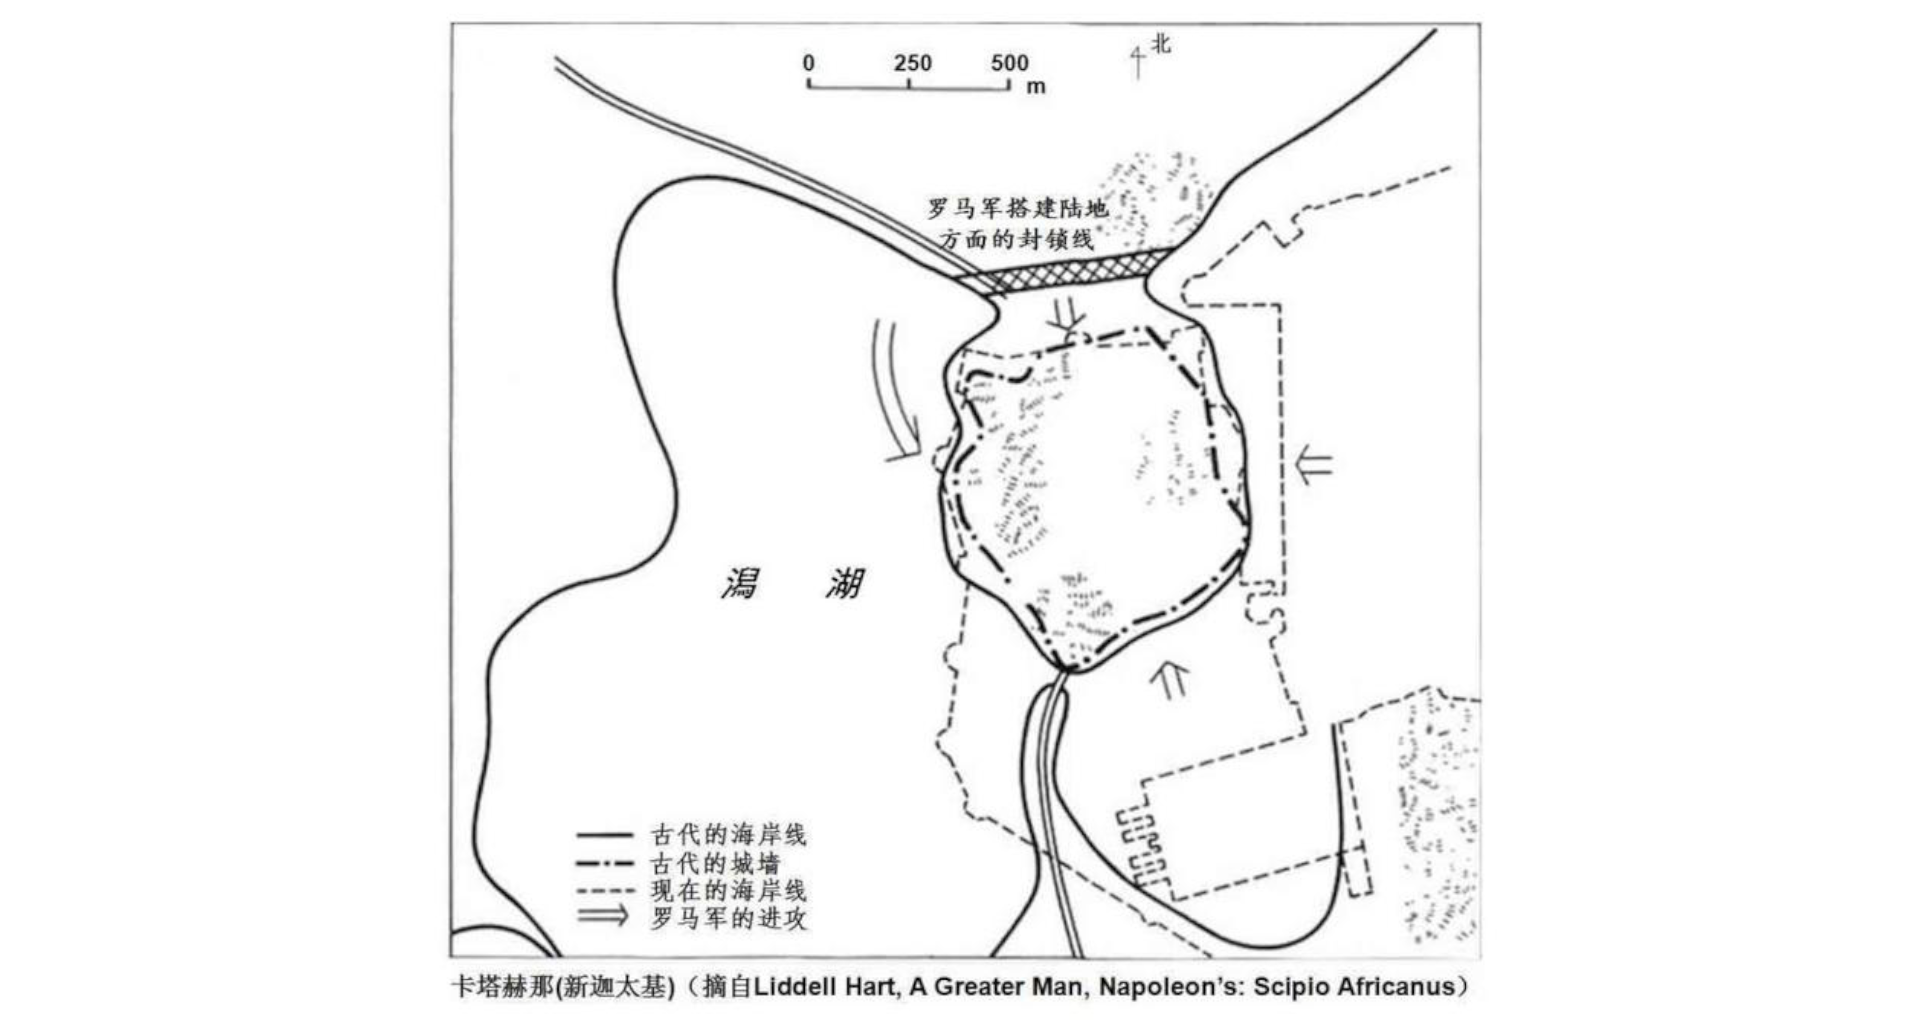 北
0 250 500
m
罗马军搭建陆地
方面的封锁线
潟 湖
古代的海岸线
古代的城墙
现在的海岸线
罗马军的进攻
卡塔赫那(新迦太基)（摘自Liddell Hart, A Greater Man, Napoleon's: Scipio Africanus）